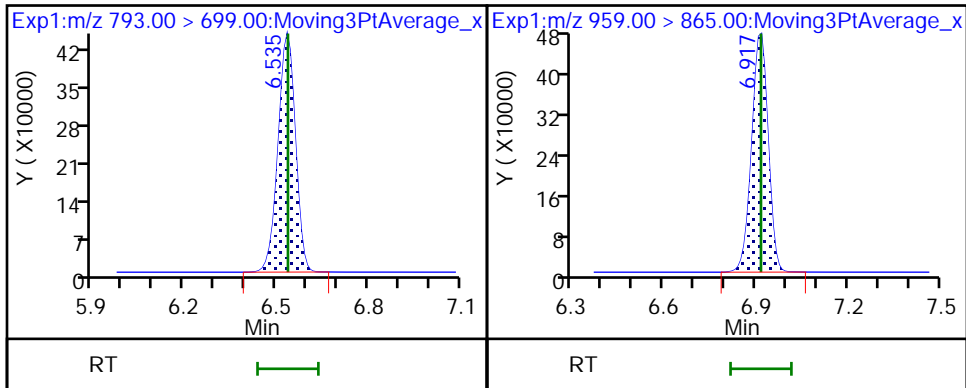 Exp1:m/z 793.00 > 699.00:Moving3PtAverage_x
42
35
28
21
14
7
0
Y ( X10000)
6.535
5.9 6.2 6.5 6.8 7.1
Min
RT
Exp1:m/z 959.00 > 865.00:Moving3PtAverage_x
48
40
32
24
16
8
0
Y ( X10000)
6.917
6.3 6.6 6.9 7.2 7.5
Min
RT